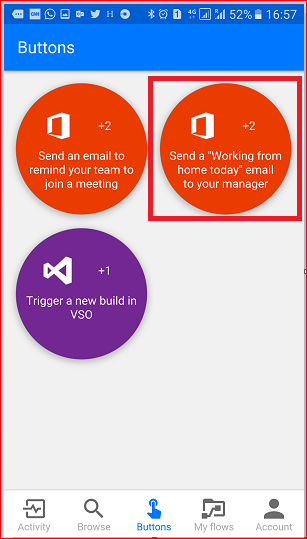 52% 16:57
Buttons
+2
Send an email to
remind your team to
join a meeting
+2
Send a "Working from
home today" email
to your manager
+1
Trigger a new build in
VSO
Activity Browse Buttons My flows Account